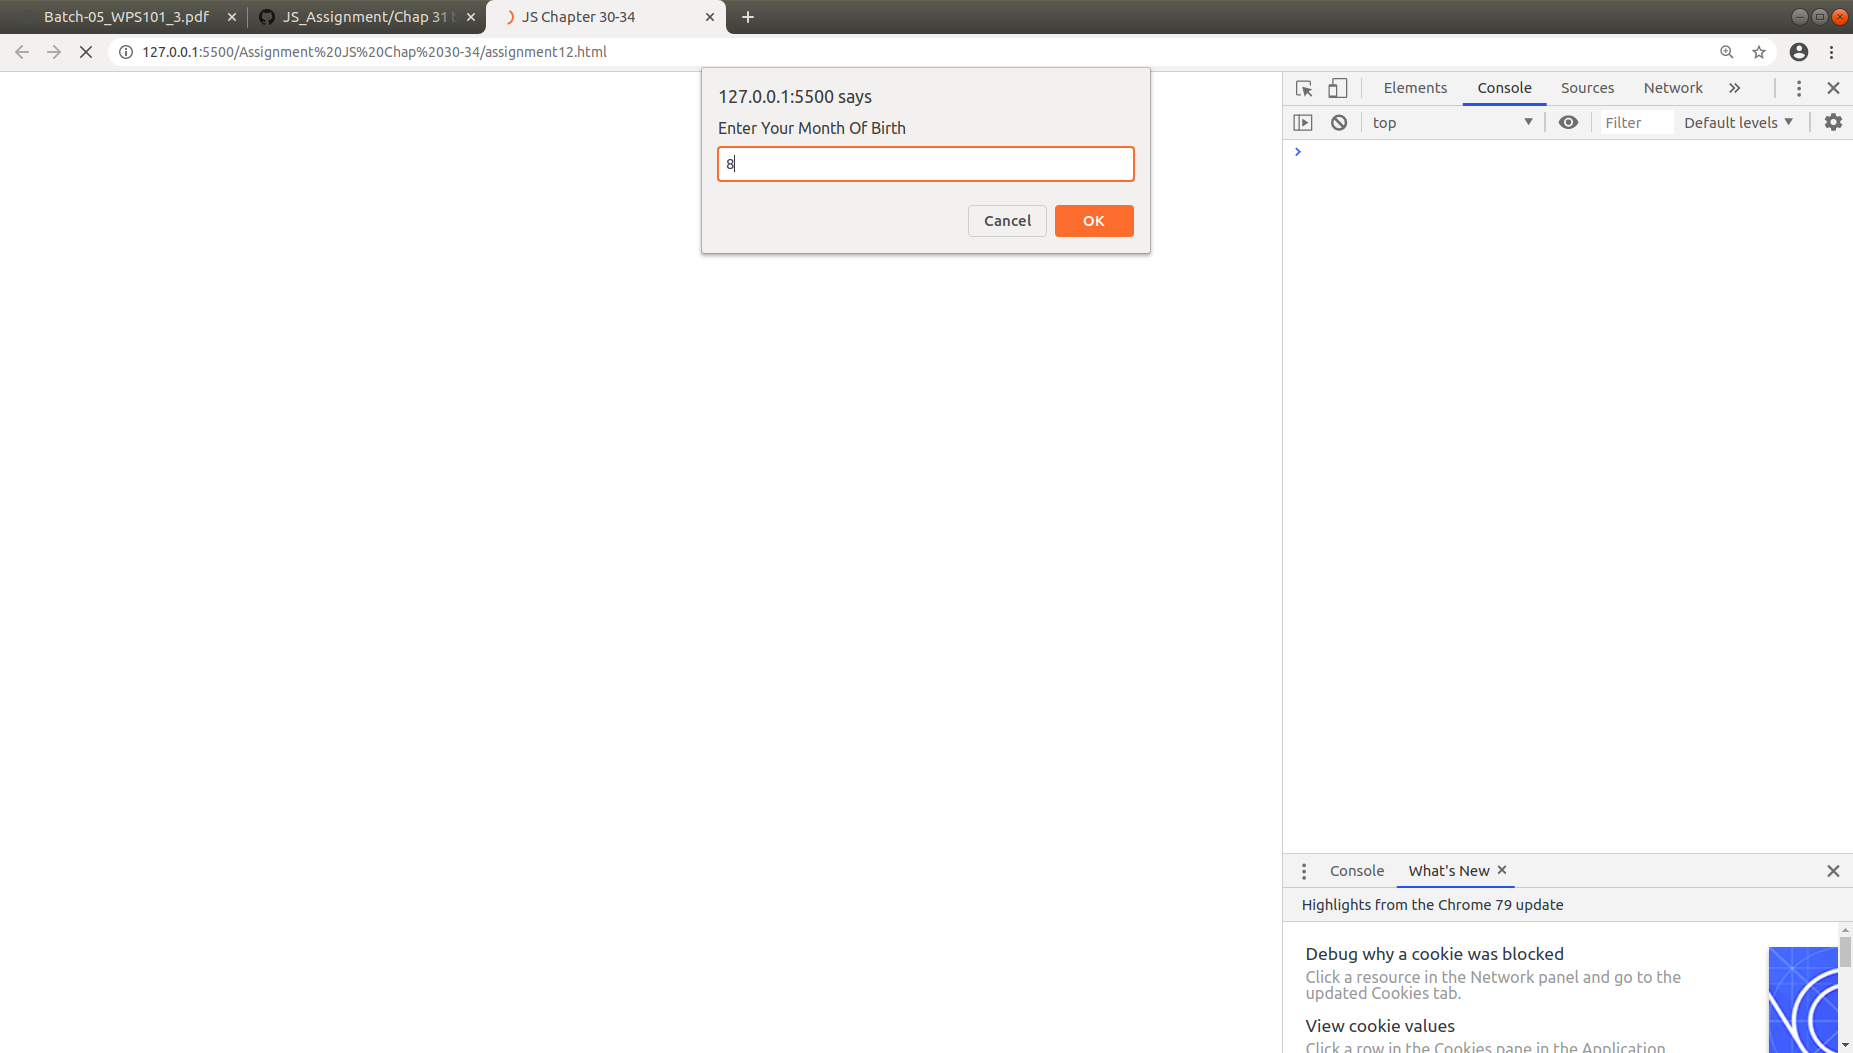 Batch-05_WPS101_3.pdf
JS_Assignment/Chap 31 t
JS Chapter 30-34
127.0.0.1:5500/Assignment%20JS%20Chap%2030-34/assignment12.html
127.0.0.1:5500 says
Enter Your Month Of Birth
8
Cancel
OK
Elements
Console
Sources
Network
top
Filter
Default levels
Console
What's New
Highlights from the Chrome 79 update
Debug why a cookie was blocked
Click a resource in the Network panel and go to the
updated Cookies tab.
View cookie values
Click a row in the Cookies pane in the Application